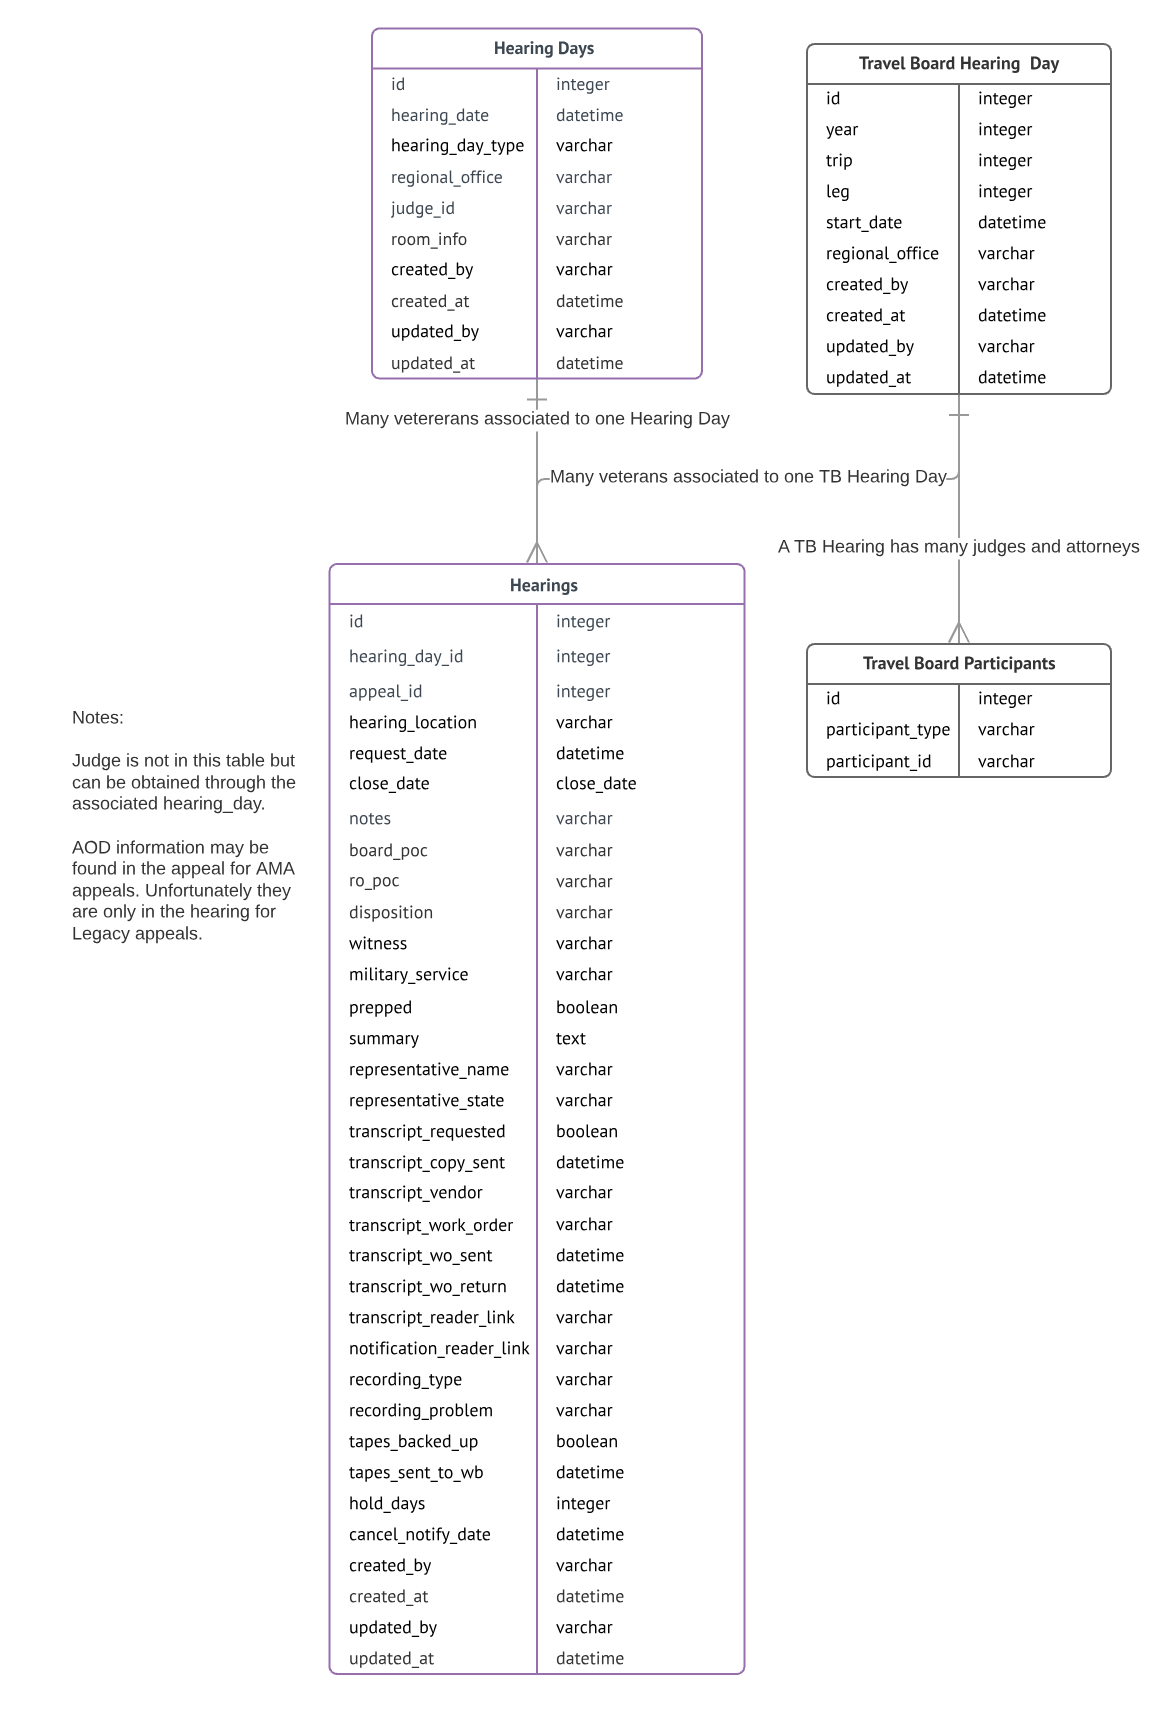 Hearing Days
id integer
hearing_date datetime
hearing_day_type varchar
regional_office varchar
judge_id varchar
room_info varchar
created_by varchar
created_at datetime
updated_by varchar
updated_at datetime
Travel Board Hearing  Day
id integer
year integer
trip integer
leg integer
start_date datetime
regional_office varchar
created_by varchar
created_at datetime
updated_by varchar
updated_at datetime
Many vetererans associated to one Hearing Day
Many veterans associated to one TB Hearing Day
A TB Hearing has many judges and attorneys
Travel Board Participants
id integer
participant_type varchar
participant_id varchar
Notes:
Judge is not in this table but
can be obtained through the
associated hearing_day.
AOD information may be
found in the appeal for AMA
appeals. Unfortunately they
are only in the hearing for
Legacy appeals.
Hearings
id integer
hearing_day_id integer
appeal_id integer
hearing_location varchar
request_date datetime
close_date close_date
notes varchar
board_poc varchar
ro_poc varchar
disposition varchar
witness varchar
military_service varchar
prepped boolean
summary text
representative_name varchar
representative_state varchar
transcript_requested boolean
transcript_copy_sent datetime
transcript_vendor varchar
transcript_work_order varchar
transcript_wo_sent datetime
transcript_wo_return datetime
transcript_reader_link varchar
notification_reader_link varchar
recording_type varchar
recording_problem varchar
tapes_backed_up boolean
tapes_sent_to_wb datetime
hold_days integer
cancel_notify_date datetime
created_by varchar
created_at datetime
updated_by varchar
updated_at datetime